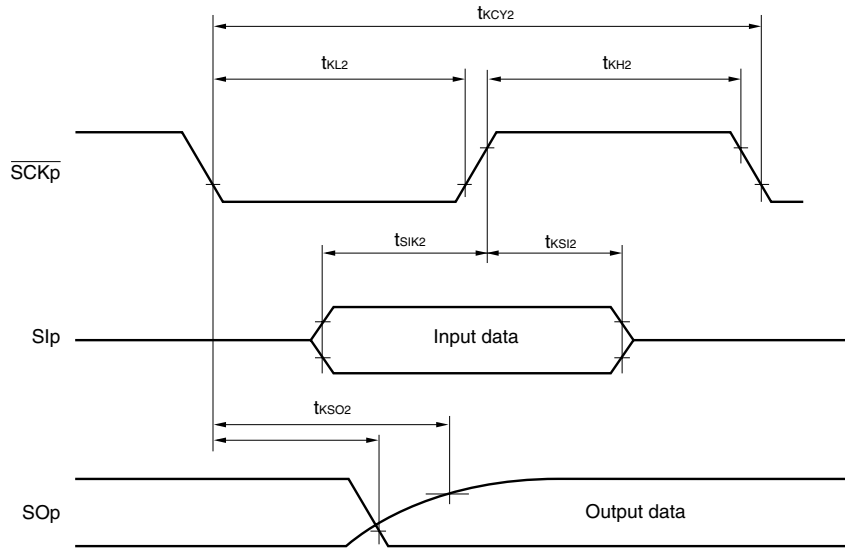 tKCY2
tKL2
tKH2
SCKp
tSIK2
tKSI2
SIp
Input data
tKSO2
SOp
Output data